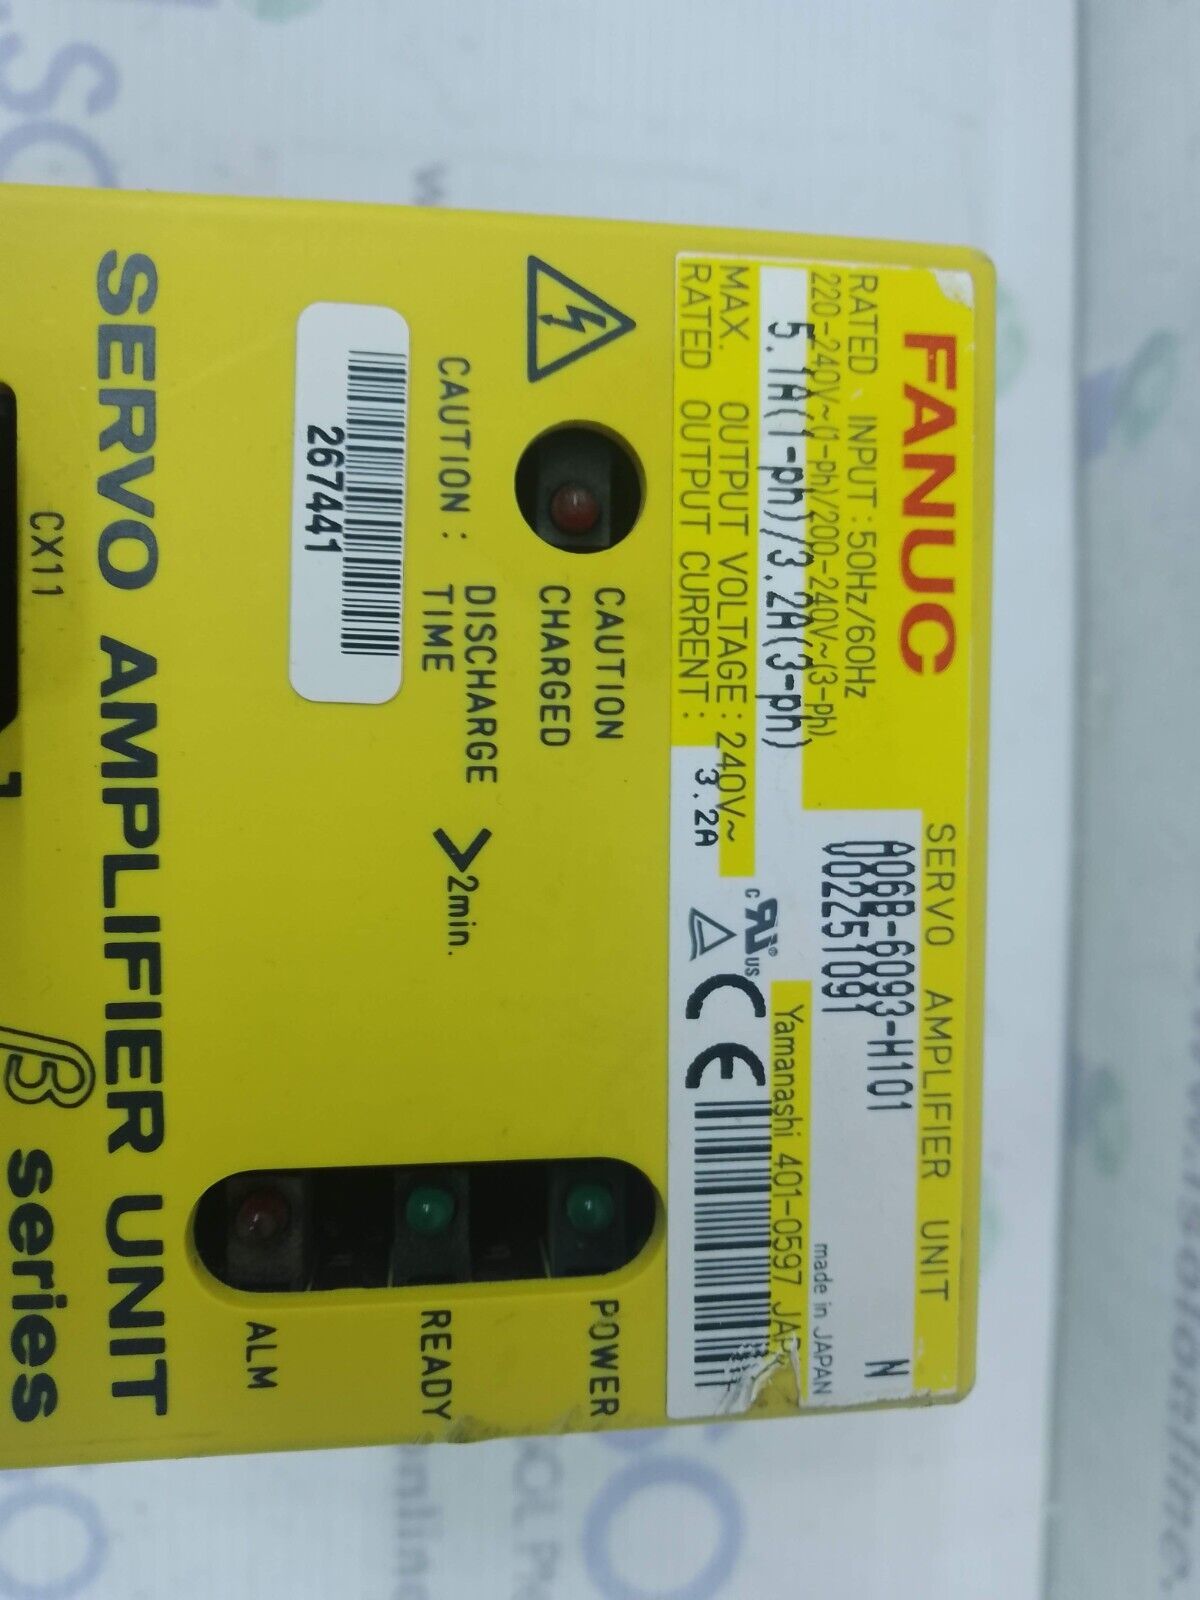 FANUC
SERVO AMPLIFIER UNIT
A06B-6093-H101 N
V02251091
RATED INPUT:50Hz/60Hz
220-240V~(1-ph)/200-240V~(3-ph)
5.1A(1-ph)/3.2A(3-ph)
made in JAPAN
Yamanashi 401-0597
MAX. OUTPUT VOLTAGE: 240V~
RATED OUTPUT CURRENT: 3.2A
c US
CE
CAUTION
CHARGED
CAUTION: DISCHARGE
TIME >2min.
267441
POWER
READY
ALM
SERVO AMPLIFIER UNIT
β series
CX11